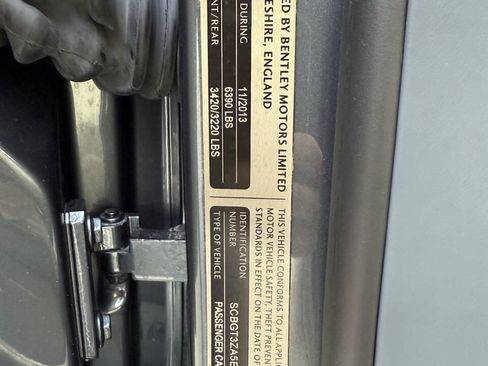 ED BY BENTLEY MOTORS LIMITED
ESHIRE, ENGLAND
DURING 11/2013
6390 LBS
NT/REAR 3420/3220 LBS
THIS VEHICLE CONFORMS TO ALL APPLIC
MOTOR VEHICLE SAFETY, THEFT PREVEN
STANDARDS IN EFFECT ON THE DATE OF
IDENTIFICATION
NUMBER SCBGT3ZA5E
TYPE OF VEHICLE PASSENGER CA